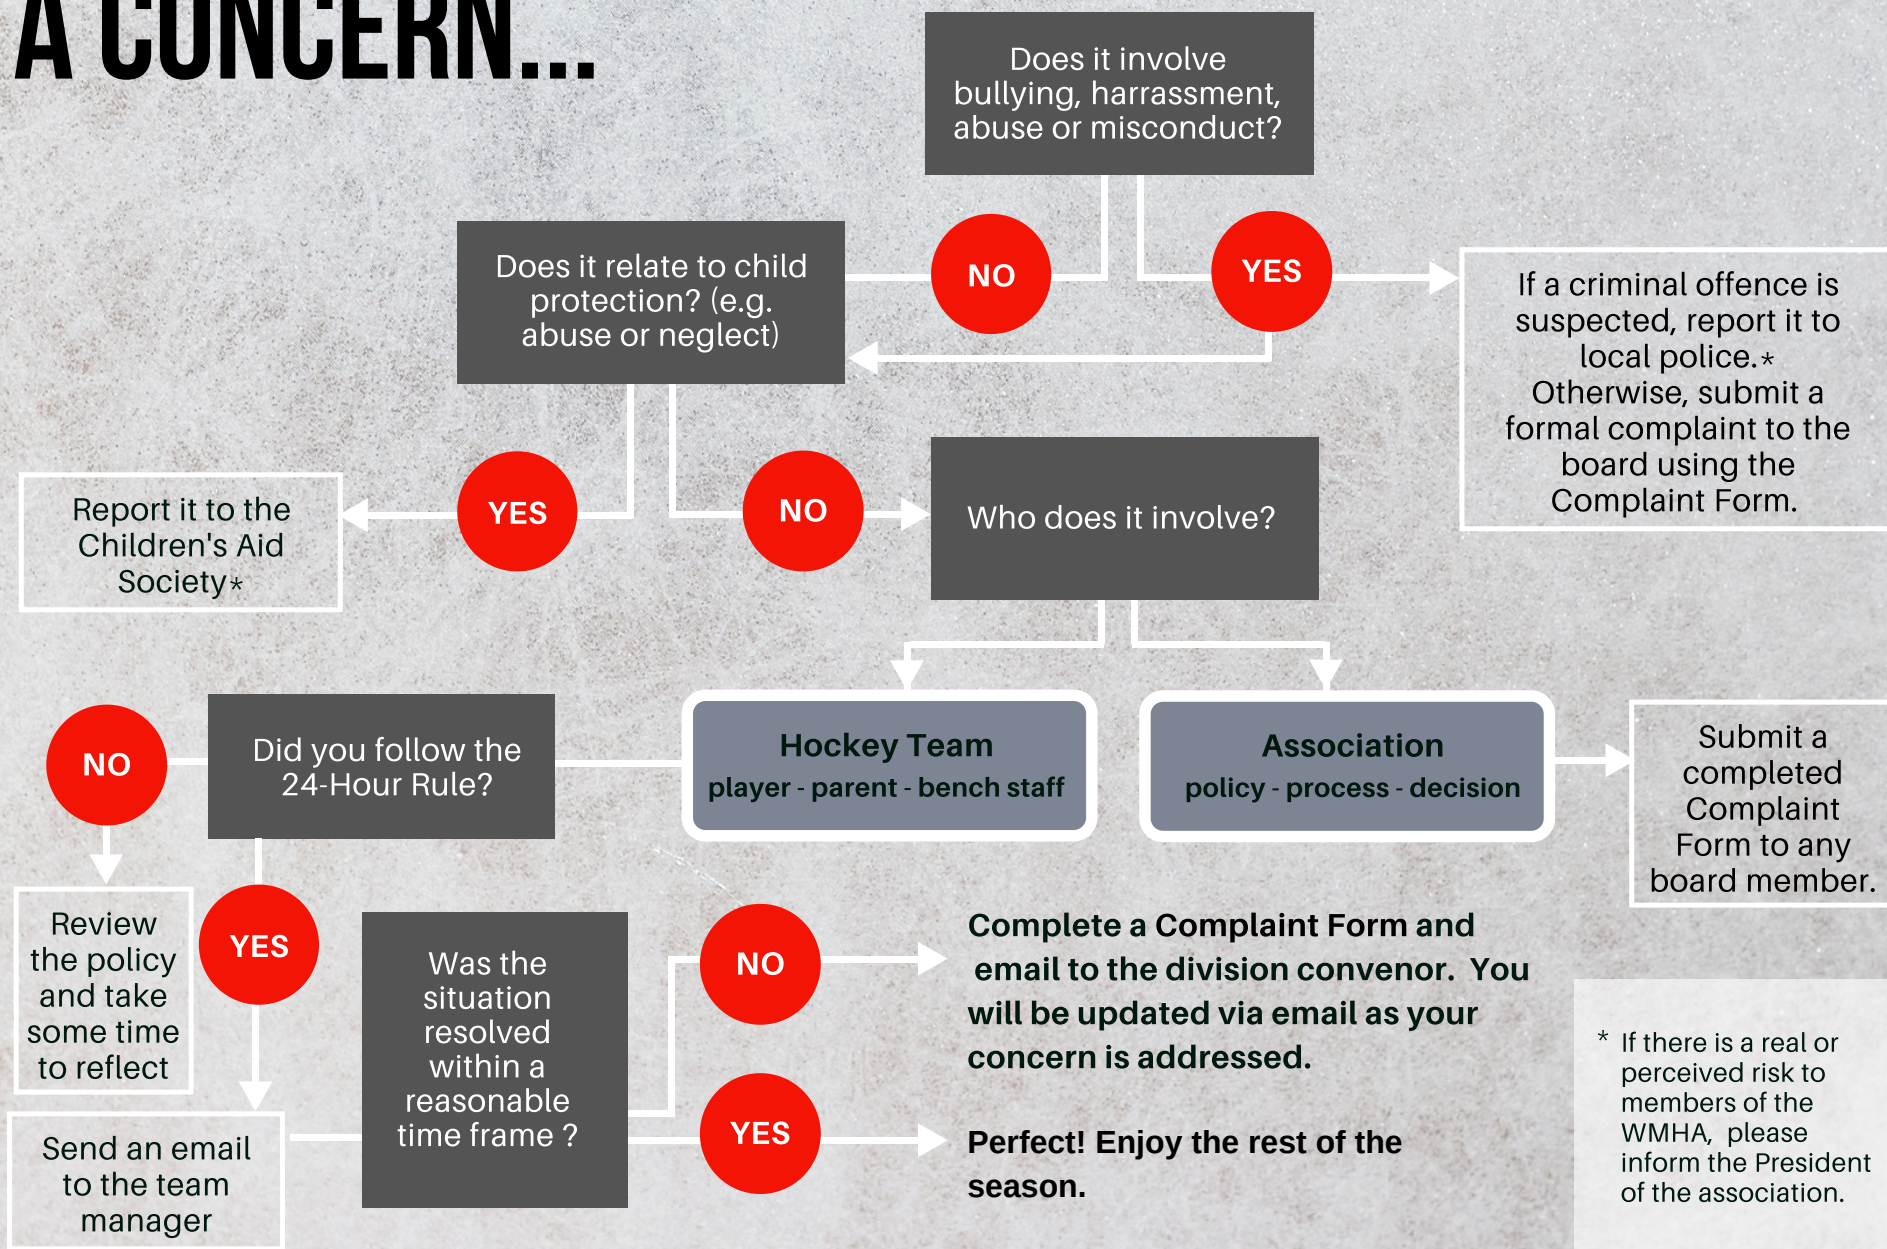 A CONCERN...
Does it involve
bullying, harrassment,
abuse or misconduct?
NO
YES
Does it relate to child
protection? (e.g.
abuse or neglect)
If a criminal offence is
suspected, report it to
local police.*
Otherwise, submit a
formal complaint to the
board using the
Complaint Form.
YES
NO
Report it to the
Children's Aid
Society*
Who does it involve?
Hockey Team
player - parent - bench staff
Association
policy - process - decision
Submit a
completed
Complaint
Form to any
board member.
Did you follow the
24-Hour Rule?
NO
Review
the policy
and take
some time
to reflect
YES
Send an email
to the team
manager
Was the
situation
resolved
within a
reasonable
time frame ?
NO
Complete a Complaint Form and
email to the division convenor. You
will be updated via email as your
concern is addressed.
YES
Perfect! Enjoy the rest of the
season.
* If there is a real or
perceived risk to
members of the
WMHA, please
inform the President
of the association.